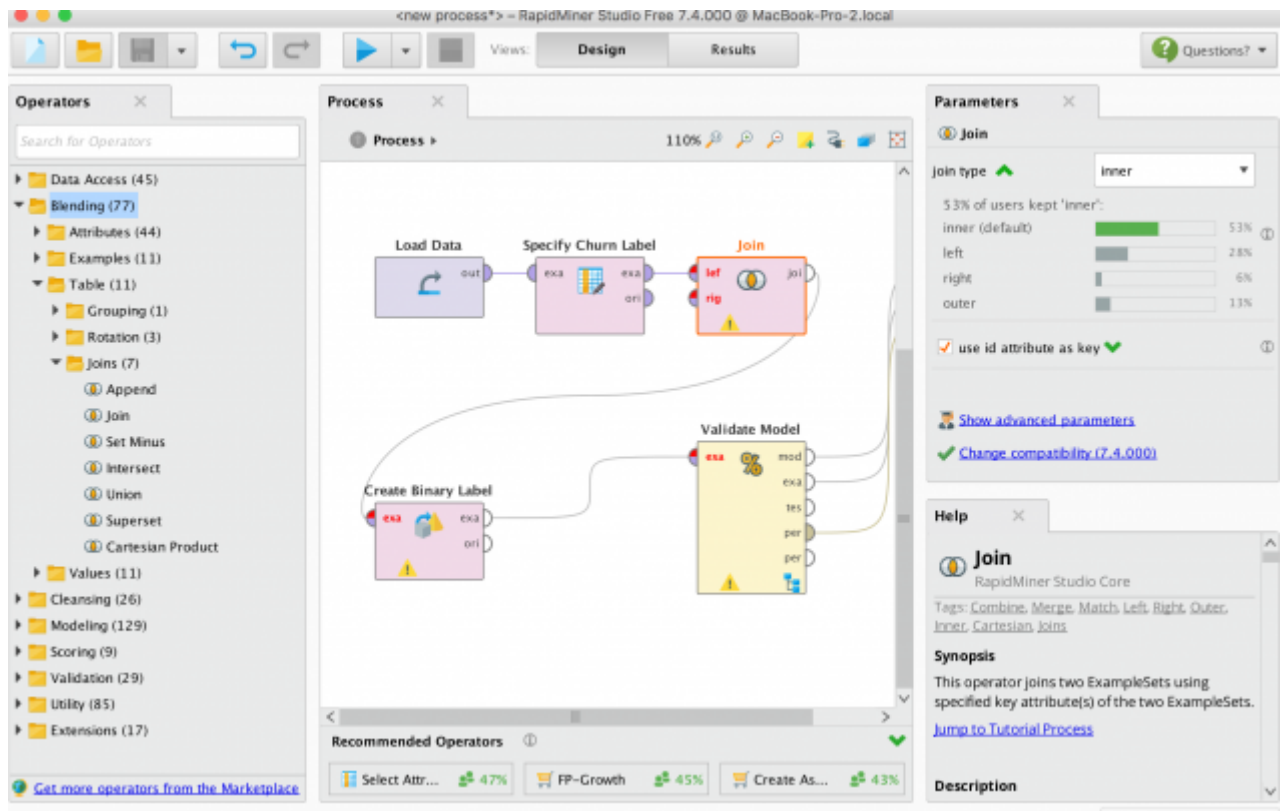 <new process*> – RapidMiner Studio Free 7.4.000 @ MacBook-Pro-2.local
Views:
Design
Results
Questions?
Operators
Search for Operators
Data Access (45)
Blending (77)
Attributes (44)
Examples (11)
Table (11)
Grouping (1)
Rotation (3)
Joins (7)
Append
Join
Set Minus
Intersect
Union
Superset
Cartesian Product
Values (11)
Cleansing (26)
Modeling (129)
Scoring (9)
Validation (29)
Utility (85)
Extensions (17)
Get more operators from the Marketplace
Process
Process
110%
Load Data
out
Specify Churn Label
exa
exa
ori
Join
lef
joi
rig
Create Binary Label
exa
exa
ori
Validate Model
exa
mod
exa
tes
per
per
Recommended Operators
Select Attr...
47%
FP-Growth
45%
Create As...
43%
Parameters
Join
join type
inner
53% of users kept 'inner':
inner (default) 53%
left 28%
right 6%
outer 13%
use id attribute as key
Show advanced parameters
Change compatibility (7.4.000)
Help
Join
RapidMiner Studio Core
Tags: Combine, Merge, Match, Left, Right, Outer,
Inner, Cartesian, Joins
Synopsis
This operator joins two ExampleSets using
specified key attribute(s) of the two ExampleSets.
Jump to Tutorial Process
Description